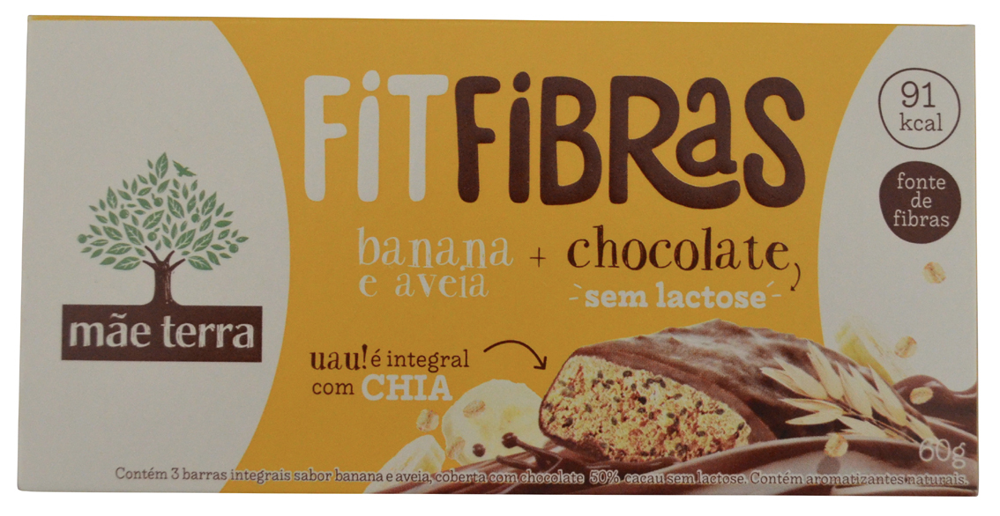 FiTFiBRaS
91
kcal
fonte
de
fibras
banana
e aveia
+ chocolate,
sem lactose
mãe terra
uau! é integral
com CHIA
60g
Contém 3 barras integrais sabor banana e aveia, coberta com chocolate 50% cacau sem lactose. Contém aromatizantes naturais.